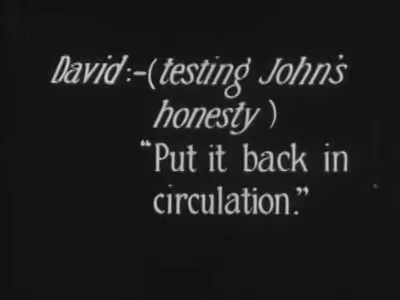 David:-(testing John's
honesty)
"Put it back in
circulation."